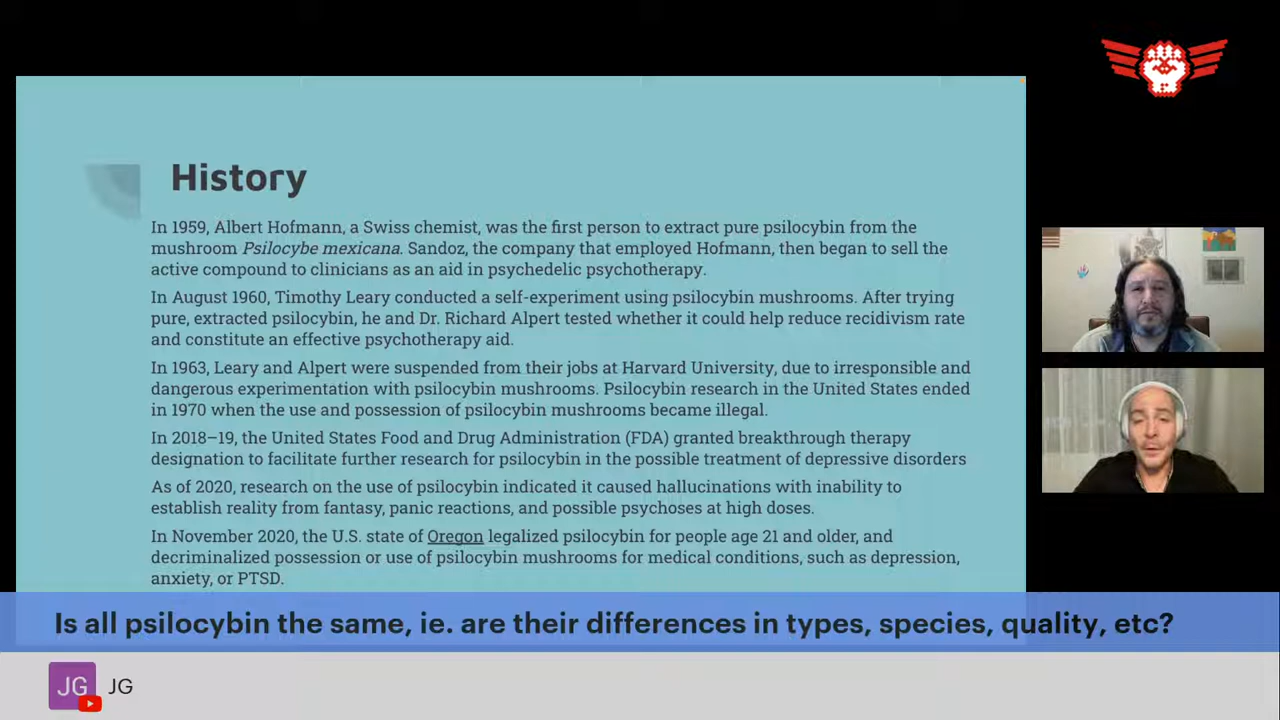 History
In 1959, Albert Hofmann, a Swiss chemist, was the first person to extract pure psilocybin from the
mushroom Psilocybe mexicana. Sandoz, the company that employed Hofmann, then began to sell the
active compound to clinicians as an aid in psychedelic psychotherapy.
In August 1960, Timothy Leary conducted a self-experiment using psilocybin mushrooms. After trying
pure, extracted psilocybin, he and Dr. Richard Alpert tested whether it could help reduce recidivism rate
and constitute an effective psychotherapy aid.
In 1963, Leary and Alpert were suspended from their jobs at Harvard University, due to irresponsible and
dangerous experimentation with psilocybin mushrooms. Psilocybin research in the United States ended
in 1970 when the use and possession of psilocybin mushrooms became illegal.
In 2018–19, the United States Food and Drug Administration (FDA) granted breakthrough therapy
designation to facilitate further research for psilocybin in the possible treatment of depressive disorders
As of 2020, research on the use of psilocybin indicated it caused hallucinations with inability to
establish reality from fantasy, panic reactions, and possible psychoses at high doses.
In November 2020, the U.S. state of Oregon legalized psilocybin for people age 21 and older, and
decriminalized possession or use of psilocybin mushrooms for medical conditions, such as depression,
anxiety, or PTSD.
Is all psilocybin the same, ie. are their differences in types, species, quality, etc?
JG JG